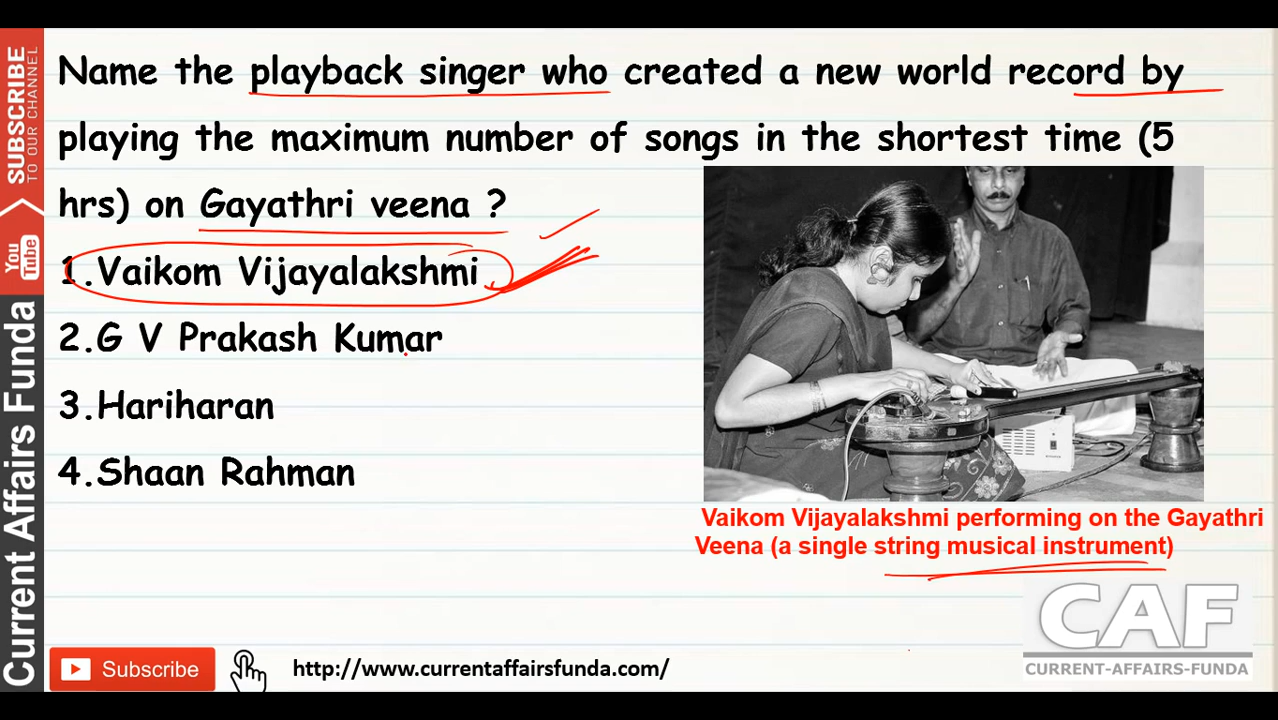 Name the playback singer who created a new world record by
playing the maximum number of songs in the shortest time (5
hrs) on Gayathri veena ?
1.Vaikom Vijayalakshmi
2.G V Prakash Kumar
3.Hariharan
4.Shaan Rahman
Vaikom Vijayalakshmi performing on the Gayathri
Veena (a single string musical instrument)
CAF
CURRENT-AFFAIRS-FUNDA
Subscribe
http://www.currentaffairsfunda.com/
SUBSCRIBE
TO OUR CHANNEL
You
Tube
Current Affairs Funda